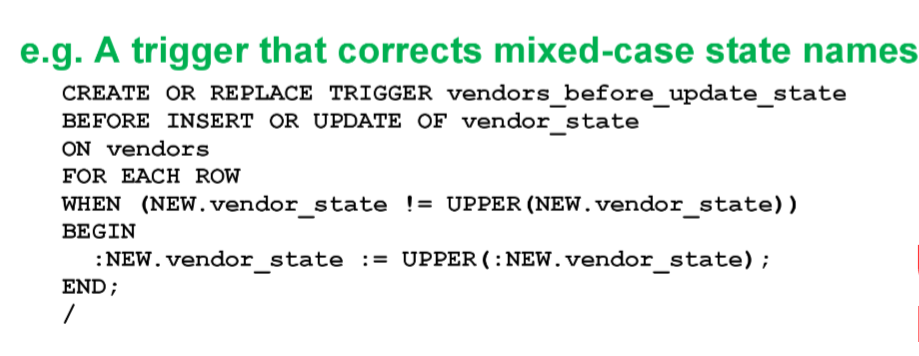 e.g. A trigger that corrects mixed-case state names
CREATE OR REPLACE TRIGGER vendors_before_update_state
BEFORE INSERT OR UPDATE OF vendor_state
ON vendors
FOR EACH ROW
WHEN (NEW.vendor_state != UPPER(NEW.vendor_state))
BEGIN
:NEW.vendor_state := UPPER(:NEW.vendor_state);
END;
/